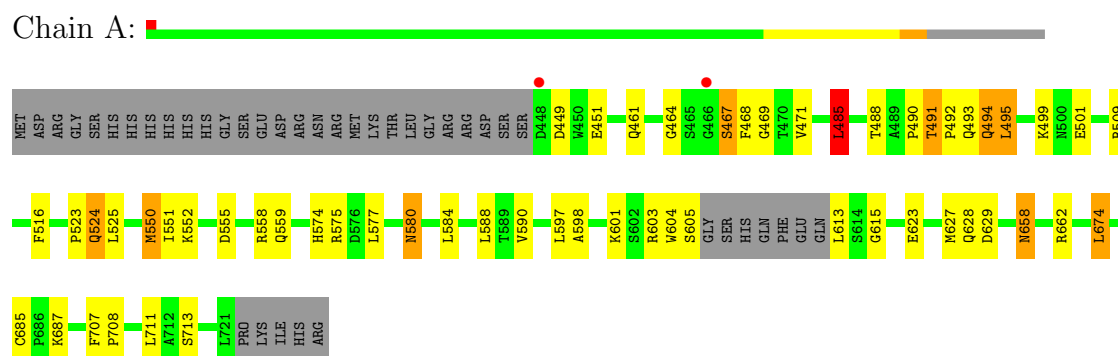 Chain A:
MET ASP ARG GLY SER HIS HIS HIS HIS HIS HIS GLY SER GLU ASP ARG ASN ARG MET LYS THR LEU GLY ARG ARG ASP SER SER D448 D449 W450 E451 Q461 G464 S465 G466 S467 F468 G469 T470 V471 L485 T488 A489 P490 T491 P492 Q493 Q494 L495 K499 N500 E501 R509
F516 P523 Q524 L525 M550 I551 K552 D555 R558 Q559 H574 R575 D576 L577 N580 L584 L588 T589 V590 L597 A598 K601 S602 R603 W604 S605 GLY SER HIS GLN PHE GLU GLN L613 S614 G615 E623 M627 Q628 D629 N658 R662 L674
C685 P686 K687 F707 P708 L711 A712 S713 L721 PRO LYS ILE HIS ARG